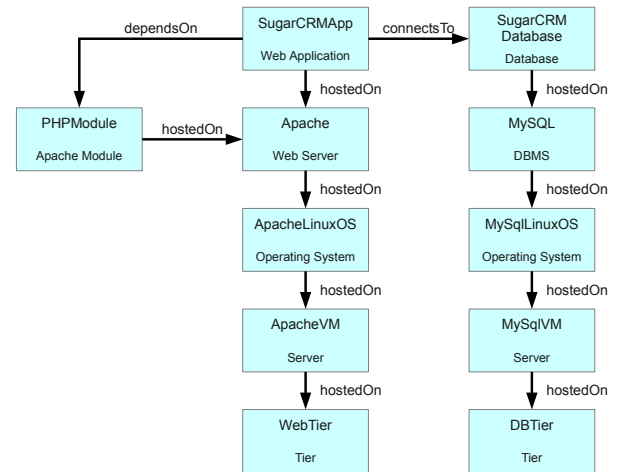 dependsOn
SugarCRMApp
Web Application
connectsTo
SugarCRM
Database
Database
hostedOn
hostedOn
PHPModule
Apache Module
hostedOn
Apache
Web Server
MySQL
DBMS
hostedOn
hostedOn
ApacheLinuxOS
Operating System
MySqlLinuxOS
Operating System
hostedOn
hostedOn
ApacheVM
Server
MySqlVM
Server
hostedOn
hostedOn
WebTier
Tier
DBTier
Tier